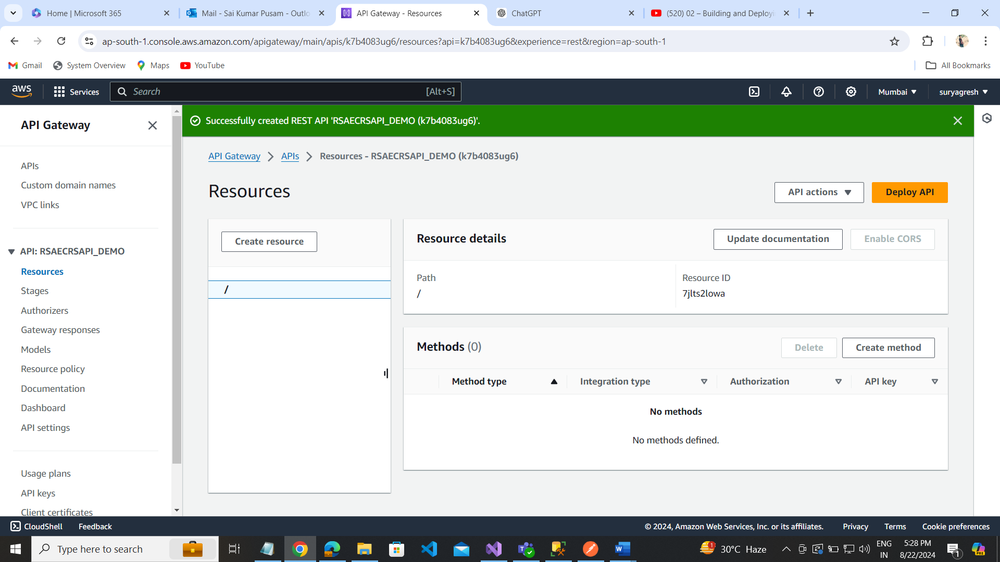 Home | Microsoft 365
Mail - Sai Kumar Pusam - Outlo
API Gateway - Resources
ChatGPT
(520) 02 – Building and Deployi
ap-south-1.console.aws.amazon.com/apigateway/main/apis/k7b4083ug6/resources?api=k7b4083ug6&experience=rest&region=ap-south-1
Gmail
System Overview
Maps
YouTube
All Bookmarks
aws
Services
Search
[Alt+S]
Mumbai
suryagresh
API Gateway
APIs
Custom domain names
VPC links
API: RSAECRSAPI_DEMO
Resources
Stages
Authorizers
Gateway responses
Models
Resource policy
Documentation
Dashboard
API settings
Usage plans
API keys
Client certificates
Successfully created REST API 'RSAECRSAPI_DEMO (k7b4083ug6)'.
API Gateway
APIs
Resources - RSAECRSAPI_DEMO (k7b4083ug6)
Resources
API actions
Deploy API
Create resource
/
Resource details
Update documentation
Enable CORS
Path
/
Resource ID
7jlts2lowa
Methods (0)
Delete
Create method
Method type
Integration type
Authorization
API key
No methods
No methods defined.
CloudShell
Feedback
© 2024, Amazon Web Services, Inc. or its affiliates.
Privacy
Terms
Cookie preferences
Type here to search
1
30°C Haze
ENG
IN
5:28 PM
8/22/2024
1
PRE